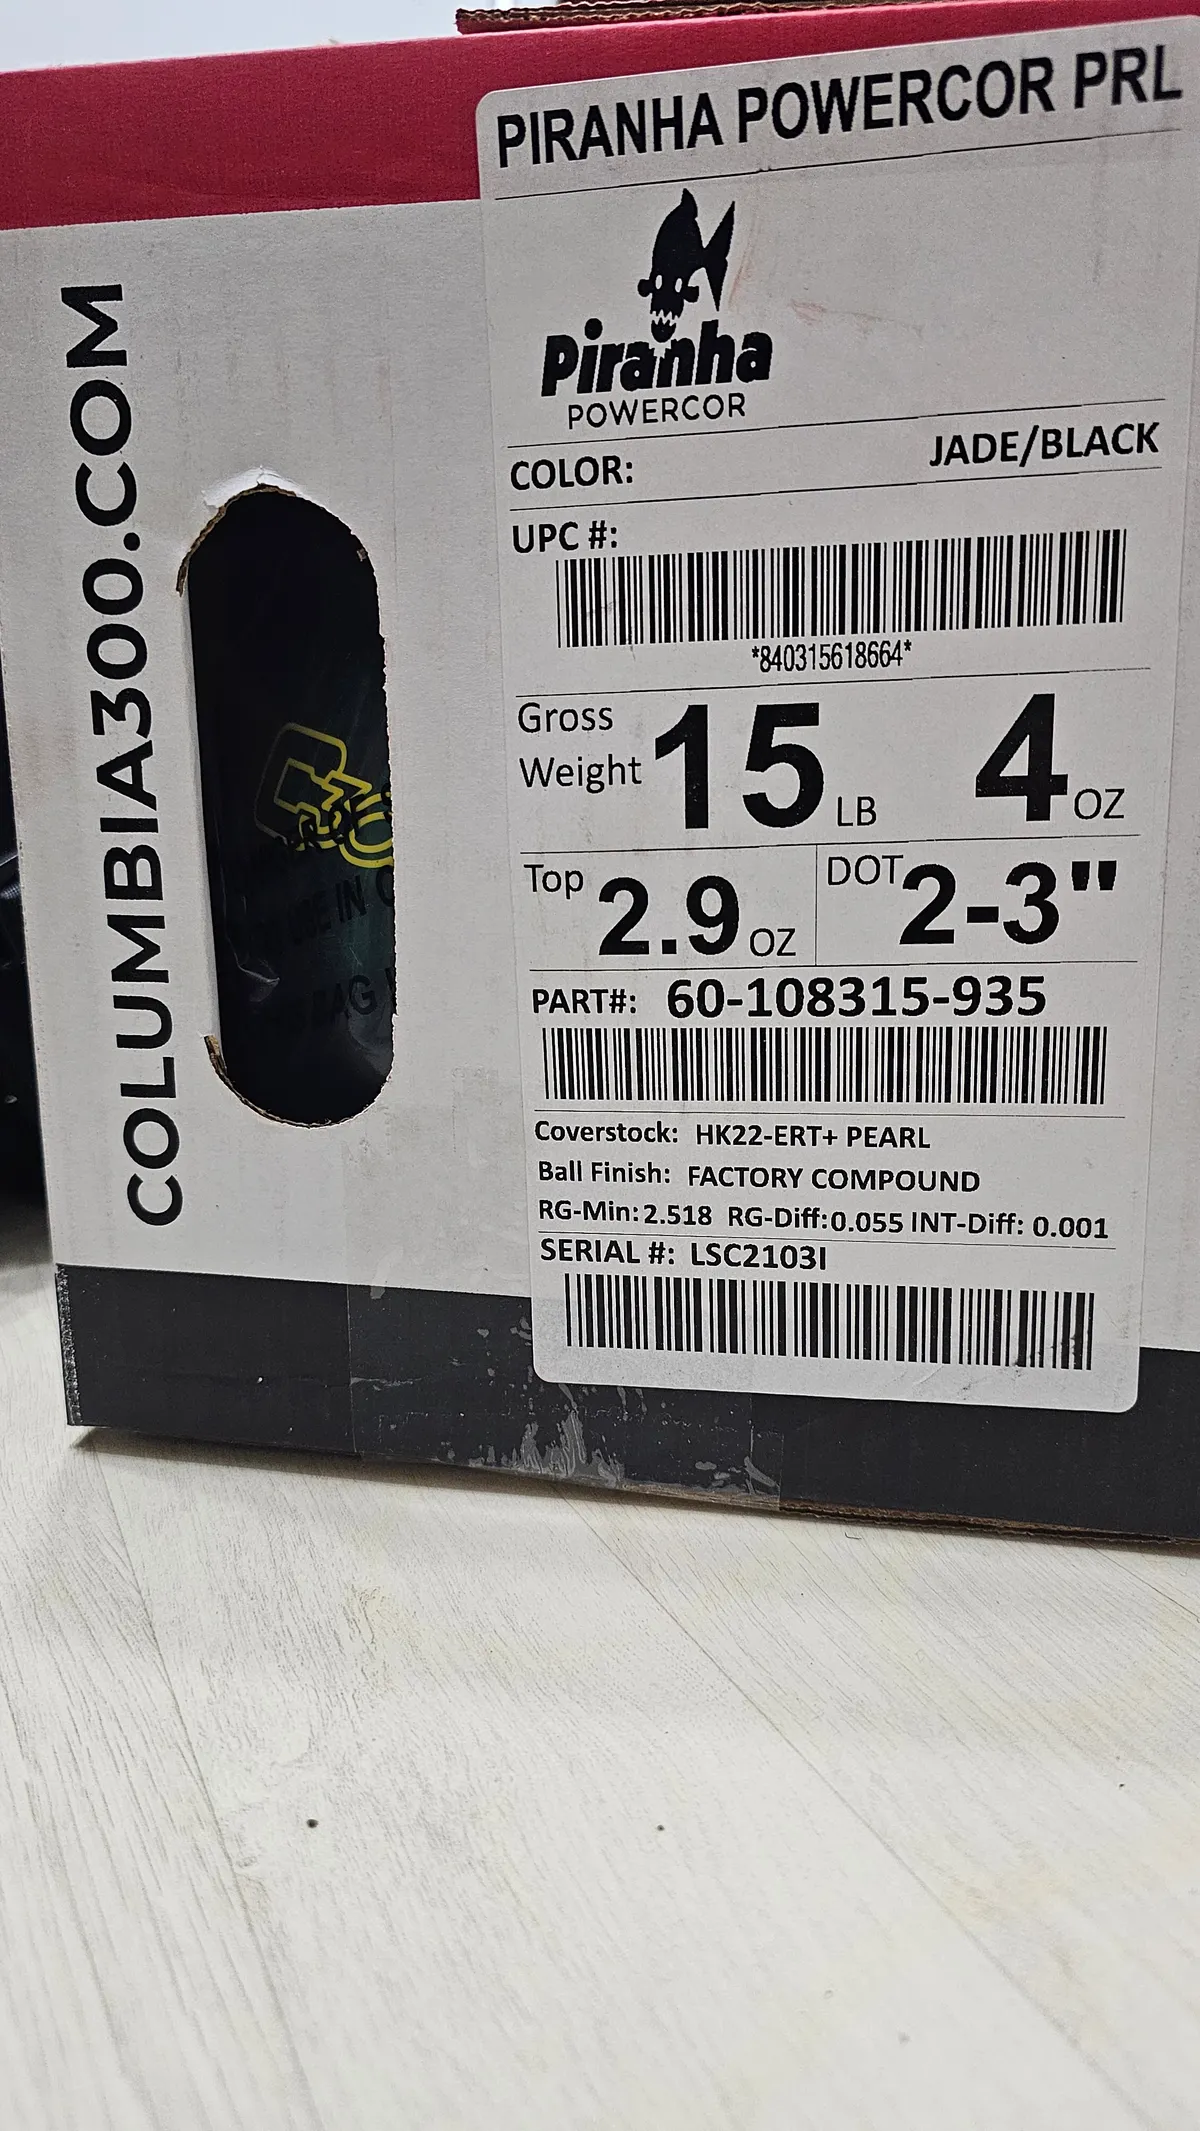 PIRANHA POWERCOR PRL
Piranha
POWERCOR
COLOR: JADE/BLACK
UPC #:
*840315618664*
Gross Weight 15 LB 4 OZ
Top 2.9 OZ DOT 2-3"
PART#: 60-108315-935
Coverstock: HK22-ERT+ PEARL
Ball Finish: FACTORY COMPOUND
RG-Min: 2.518 RG-Diff: 0.055 INT-Diff: 0.001
SERIAL #: LSC2103I
COLUMBIA300.COM
IN
BAG